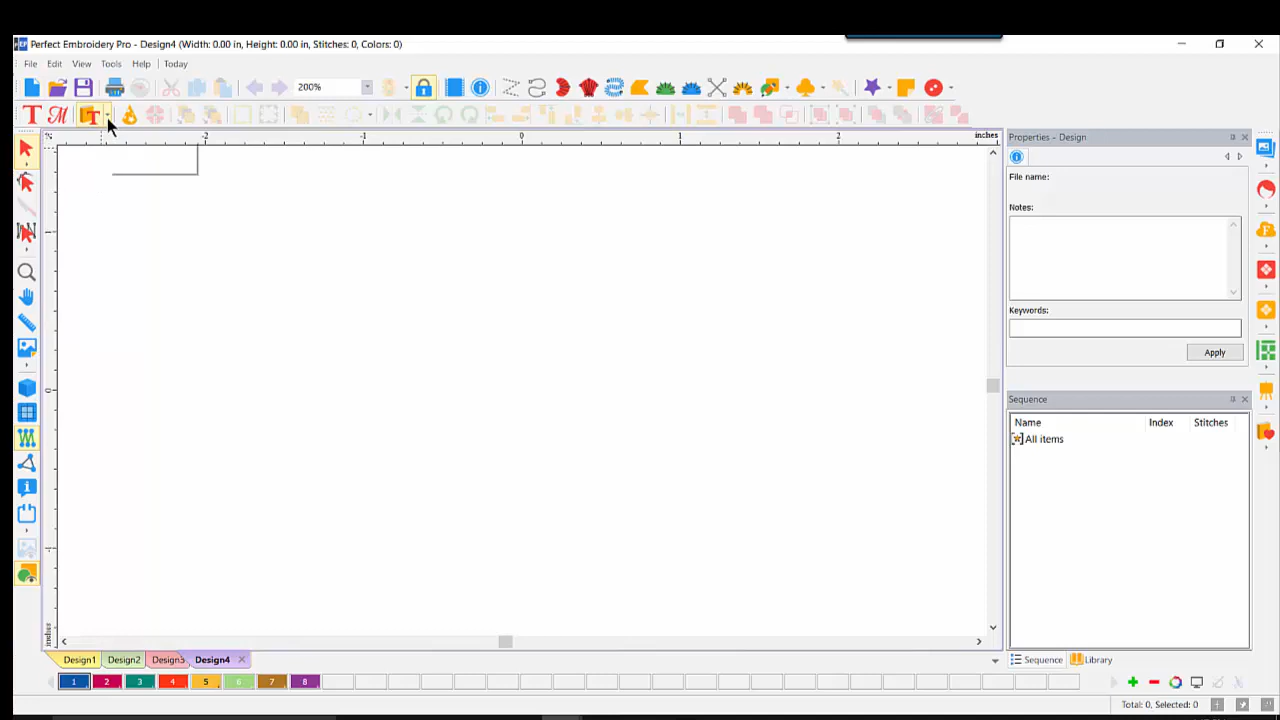 Perfect Embroidery Pro - Design4 (Width: 0.00 in, Height: 0.00 in, Stitches: 0, Colors: 0)
File Edit View Tools Help Today
200%
T M T
-2 -1 0 1 2 inches
Properties - Design
File name:
Notes:
Keywords:
Apply
Sequence
Name Index Stitches
All items
0
inches
Sequence Library
Design1 Design2 Design3 Design4
1 2 3 4 5 6 7 8
Total: 0, Selected: 0